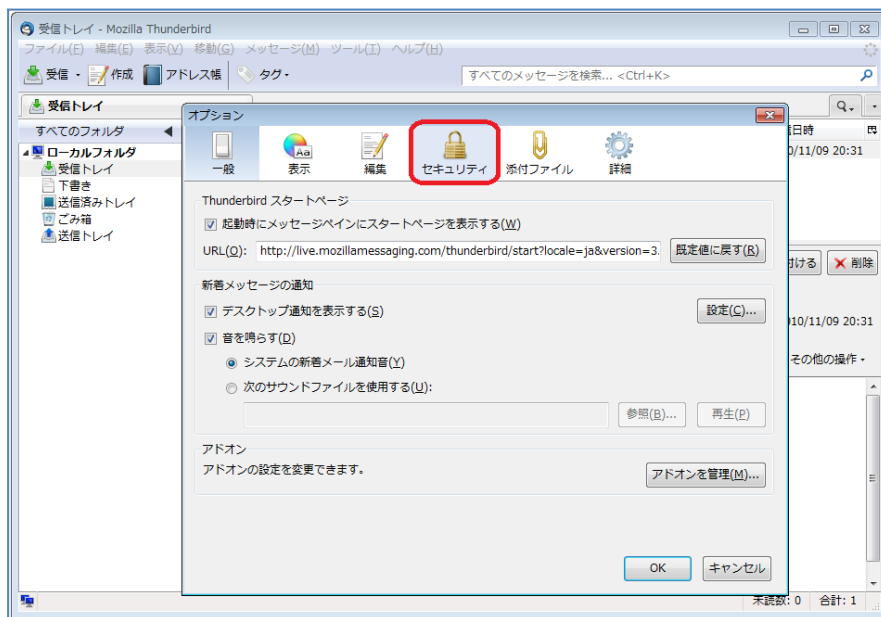 受信トレイ - Mozilla Thunderbird
ファイル(F) 編集(E) 表示(V) 移動(G) メッセージ(M) ツール(T) ヘルプ(H)
受信 作成 アドレス帳 タグ すべてのメッセージを検索... <Ctrl+K>
受信トレイ
すべてのフォルダ
ローカルフォルダ
受信トレイ
下書き
送信済みトレイ
ごみ箱
送信トレイ
オプション
一般 表示 編集 セキュリティ 添付ファイル 詳細
Thunderbird スタートページ
起動時にメッセージペインにスタートページを表示する(W)
URL(O): http://live.mozillamessaging.com/thunderbird/start?locale=ja&version=3. 既定値に戻す(R)
新着メッセージの通知
デスクトップ通知を表示する(S) 設定(C)...
音を鳴らす(D)
システムの新着メール通知音(Y)
次のサウンドファイルを使用する(U):
参照(B)... 再生(P)
アドオン
アドオンの設定を変更できます。
アドオンを管理(M)...
OK キャンセル
日時
0/11/09 20:31
ける 削除
010/11/09 20:31
その他の操作
未読数: 0 合計: 1